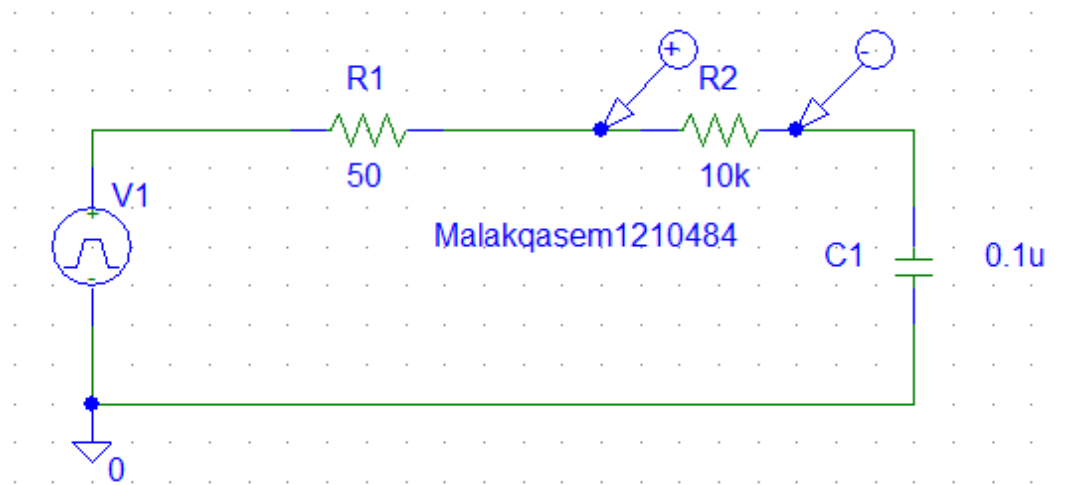 +
-
R1
R2
50
10k
V1
+
-
Malakqasem1210484
C1
0.1u
0